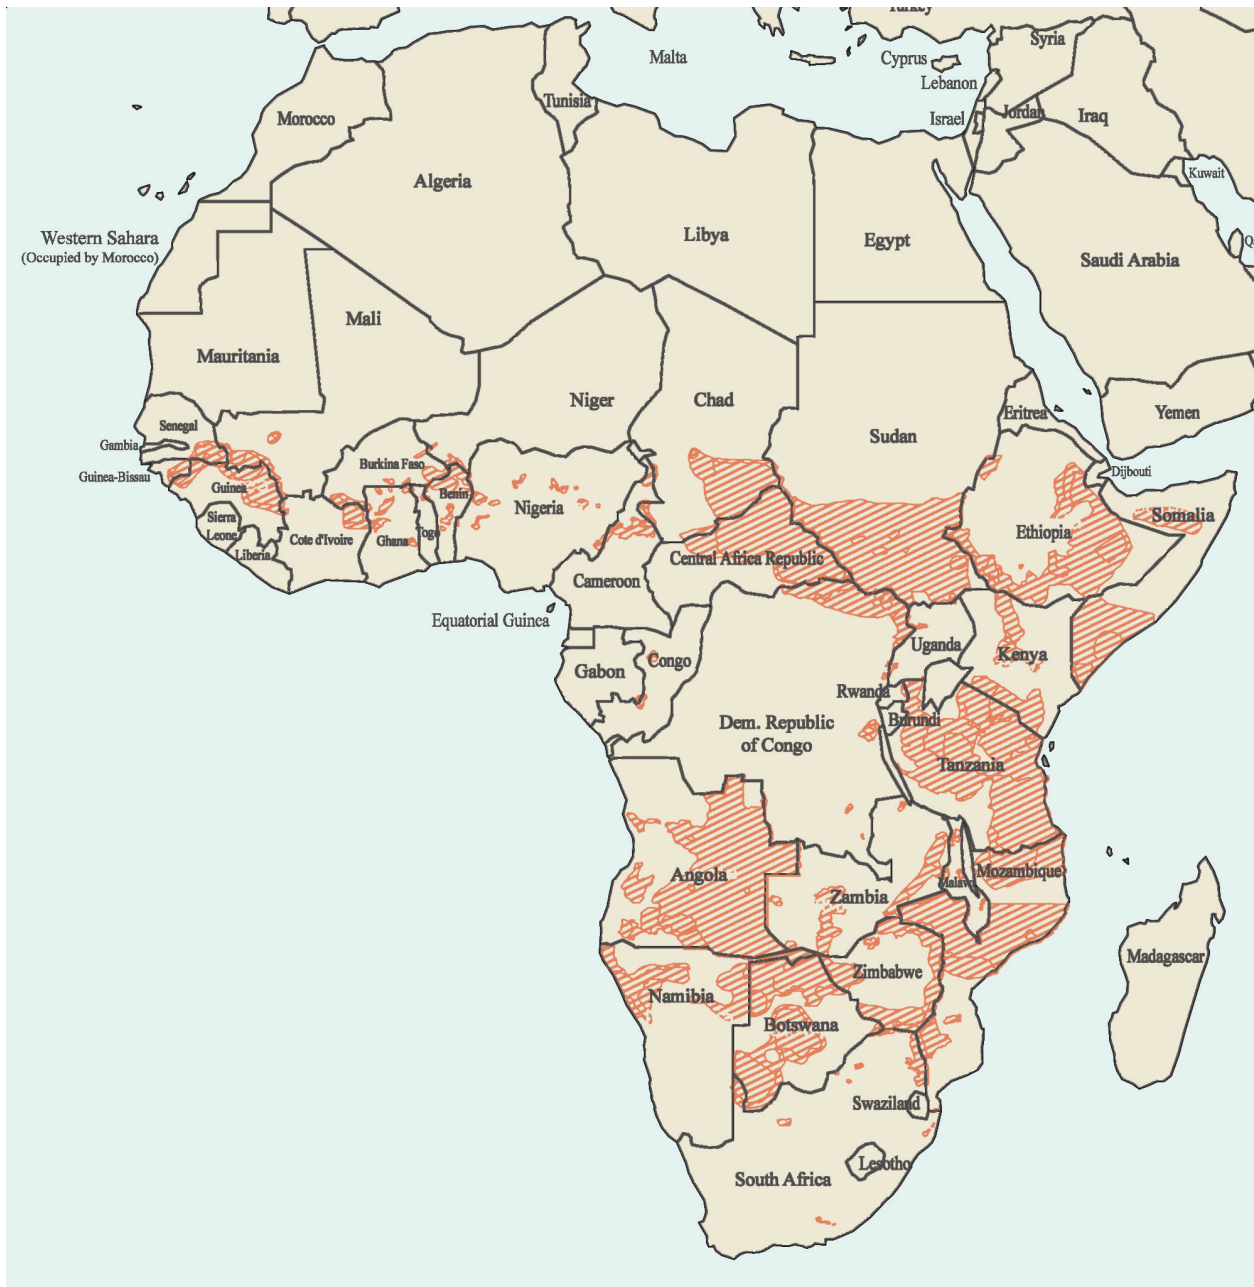 Turkey
Syria
Malta
Cyprus
Lebanon
Tunisia
Israel
Jordan
Iraq
Morocco
Kuwait
Algeria
Western Sahara
(Occupied by Morocco)
Libya
Egypt
Saudi Arabia
Mali
Mauritania
Niger
Chad
Eritrea
Yemen
Senegal
Sudan
Gambia
Burkina Faso
Djibouti
Guinea-Bissau
Guinea
Benin
Nigeria
Somalia
Sierra
Leone
Cote d'Ivoire
Ghana
Togo
Ethiopia
Liberia
Central Africa Republic
Cameroon
Equatorial Guinea
Uganda
Kenya
Gabon
Congo
Rwanda
Burundi
Dem. Republic
of Congo
Tanzania
Angola
Zambia
Malawi
Mozambique
Madagascar
Zimbabwe
Namibia
Botswana
Swaziland
Lesotho
South Africa